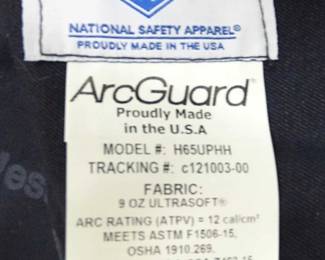 NATIONAL SAFETY APPAREL®
PROUDLY MADE IN THE USA
ArcGuard®
Proudly Made
in the U.S.A
MODEL #: H65UPHH
TRACKING #: c121003-00
FABRIC:
9 OZ ULTRASOFT®
ARC RATING (ATPV) = 12 cal/cm²
MEETS ASTM F1506-15,
OSHA 1910.269,